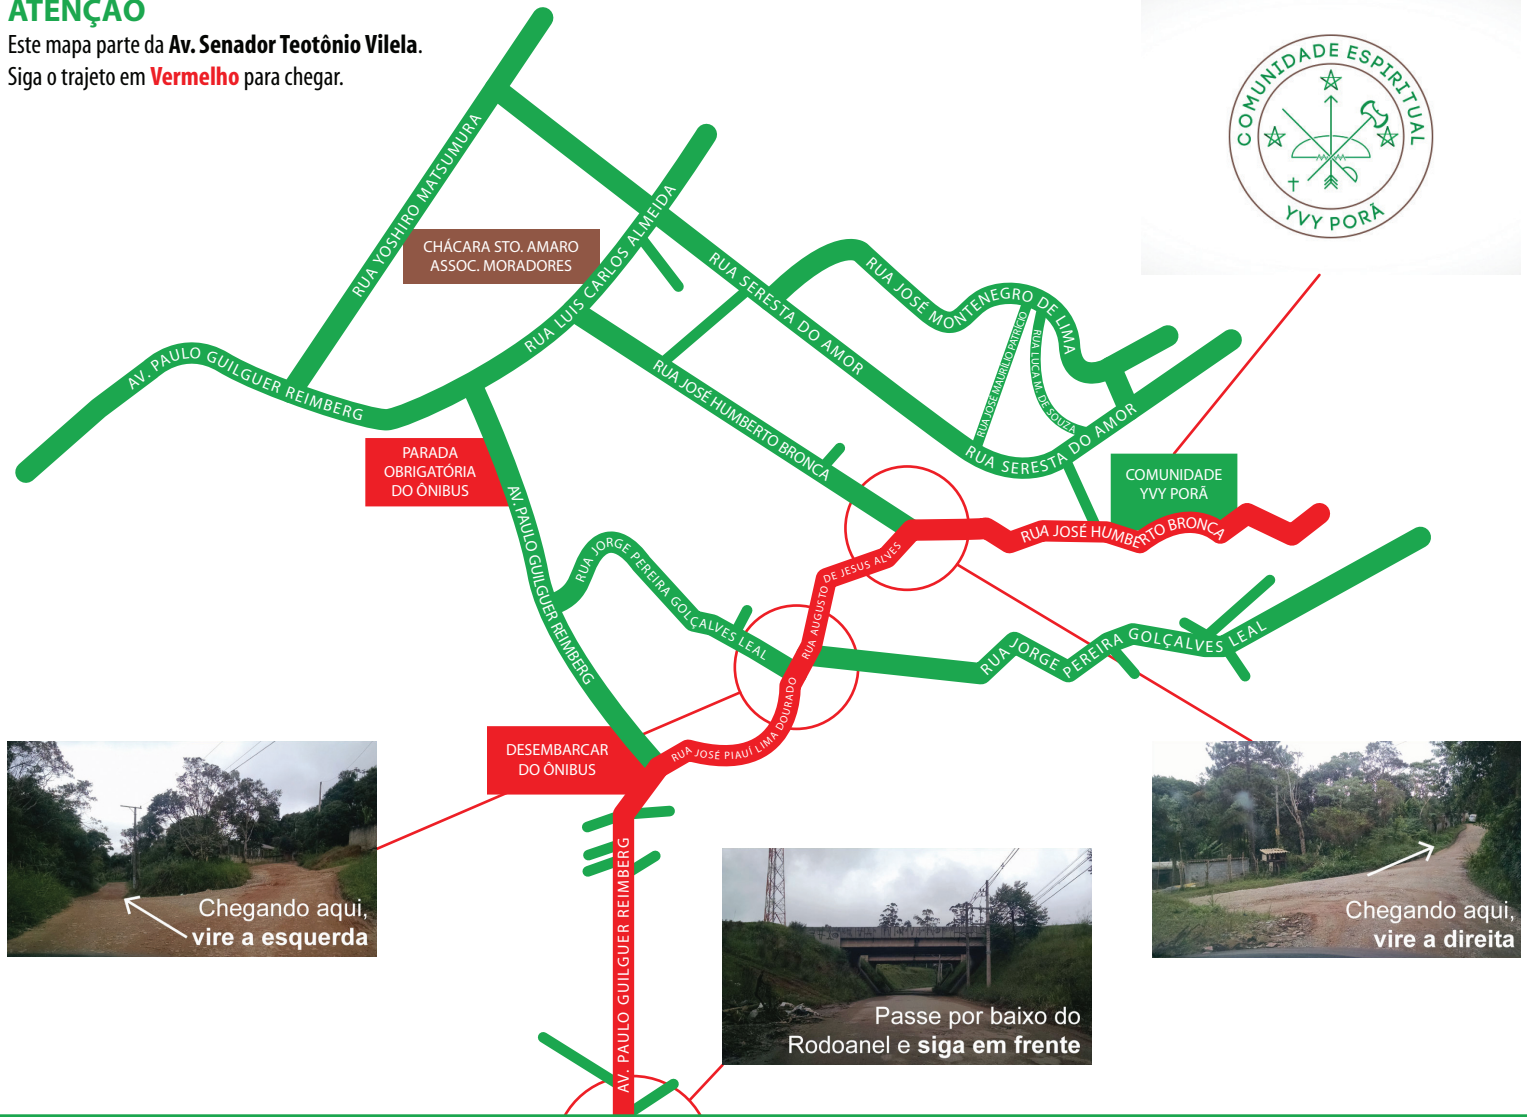 ATENÇÃO
Este mapa parte da Av. Senador Teotônio Vilela.
Siga o trajeto em Vermelho para chegar.
COMUNIDADE ESPIRITUAL
YVY PORÃ
RUA YOSHIRO MATSUMURA
CHÁCARA STO. AMARO
ASSOC. MORADORES
RUA LUIS CARLOS ALMEIDA
RUA SERESTA DO AMOR
RUA JOSÉ MONTENEGRO DE LIMA
RUA JOSÉ MAURILIO PATRICIO
RUA LUCA M. DE SOUZA
AV. PAULO GUILGUER REIMBERG
RUA JOSÉ HUMBERTO BRONCA
RUA SERESTA DO AMOR
PARADA
OBRIGATÓRIA
DO ÔNIBUS
COMUNIDADE
YVY PORÃ
AV. PAULO GUILGUER REIMBERG
RUA JOSÉ HUMBERTO BRONCA
RUA JORGE PEREIRA GOLÇALVES LEAL
RUA AUGUSTO DE JESUS ALVES
RUA JORGE PEREIRA GOLÇALVES LEAL
RUA JOSÉ PIAUÍ LIMA DOURADO
DESEMBARCAR
DO ÔNIBUS
AV. PAULO GUILGUER REIMBERG
Chegando aqui,
vire a esquerda
Passe por baixo do
Rodoanel e siga em frente
Chegando aqui,
vire a direita